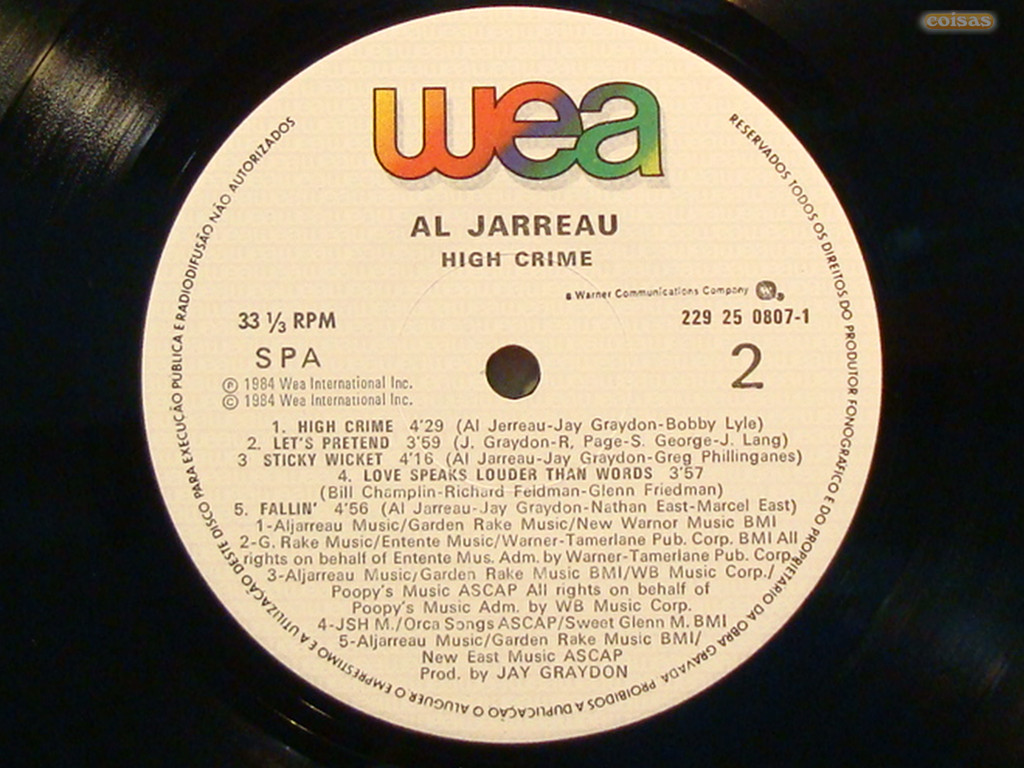 coisas
wea
AL JARREAU
HIGH CRIME
a Warner Communications Company
33 1/3 RPM
229 25 0807-1
SPA
2
Ⓟ 1984 Wea International Inc.
© 1984 Wea International Inc.
1. HIGH CRIME 4'29 (Al Jerreau-Jay Graydon-Bobby Lyle)
2. LET'S PRETEND 3'59 (J. Graydon-R, Page-S. George-J. Lang)
3 STICKY WICKET 4'16 (Al Jarreau-Jay Graydon-Greg Phillinganes)
4. LOVE SPEAKS LOUDER THAN WORDS 3'57
(Bill Champlin-Richard Feidman-Glenn Friedman)
5. FALLIN' 4'56 (Al Jarreau-Jay Graydon-Nathan East-Marcel East)
1-Aljarreau Music/Garden Rake Music/New Warnor Music BMI
2-G. Rake Music/Entente Music/Warner-Tamerlane Pub. Corp. BMI All
rights on behalf of Entente Mus. Adm. by Warner-Tamerlane Pub. Corp.
3-Aljarreau Music/Garden Rake Music BMI/WB Music Corp./
Poopy's Music ASCAP All rights on behalf of
Poopy's Music Adm. by WB Music Corp.
4-JSH M./Orca Songs ASCAP/Sweet Glenn M. BMI
5-Aljarreau Music/Garden Rake Music BMI/
New East Music ASCAP
Prod. by JAY GRAYDON
RESERVADOS TODOS OS DIREITOS DO PRODUTOR FONOGRAFICO E DO PROPRIETARIO DA OBRA GRAVADA PROIBIDOS A DUPLICAÇÃO O ALUGUER O EMPRESTIMO E A UTILIZAÇÃO DESTE DISCO PARA EXECUÇÃO PUBLICA E RADIODIFUSÃO NÃO AUTORIZADOS